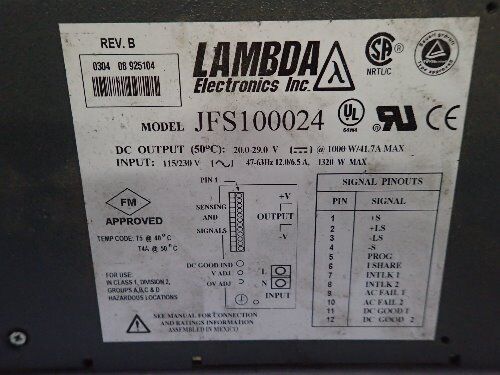 REV. B
0304 08 925104
LAMBDA
Electronics Inc.
λ
SA
NRTL/C
UL
CE
MODEL JFS100024
DC OUTPUT (50°C): 20.0-29.0 V @ 1000 W/41.7A MAX
INPUT: 115/230 V 47-63Hz 12.0/6.5 A, 1320 W MAX
FM
APPROVED
TEMP CODE: T5 @ 40°C
T4A @ 50°C
FOR USE:
IN CLASS 1, DIVISION 2,
GROUPS A,B,C & D
HAZARDOUS LOCATIONS
PIN 1
SENSING
AND
SIGNALS
+V
OUTPUT
-V
DC GOOD IND
V ADJ
OV ADJ
L
N
INPUT
SIGNAL PINOUTS
PIN SIGNAL
1 +S
2 +LS
3 -LS
4 -S
5 PROG
6 I SHARE
7 INTLK 1
8 INTLK 2
9 AC FAIL 1
10 AC FAIL 2
11 DC GOOD 1
12 DC GOOD 2
SEE MANUAL FOR CONNECTION
AND RATINGS INFORMATION
ASSEMBLED IN MEXICO